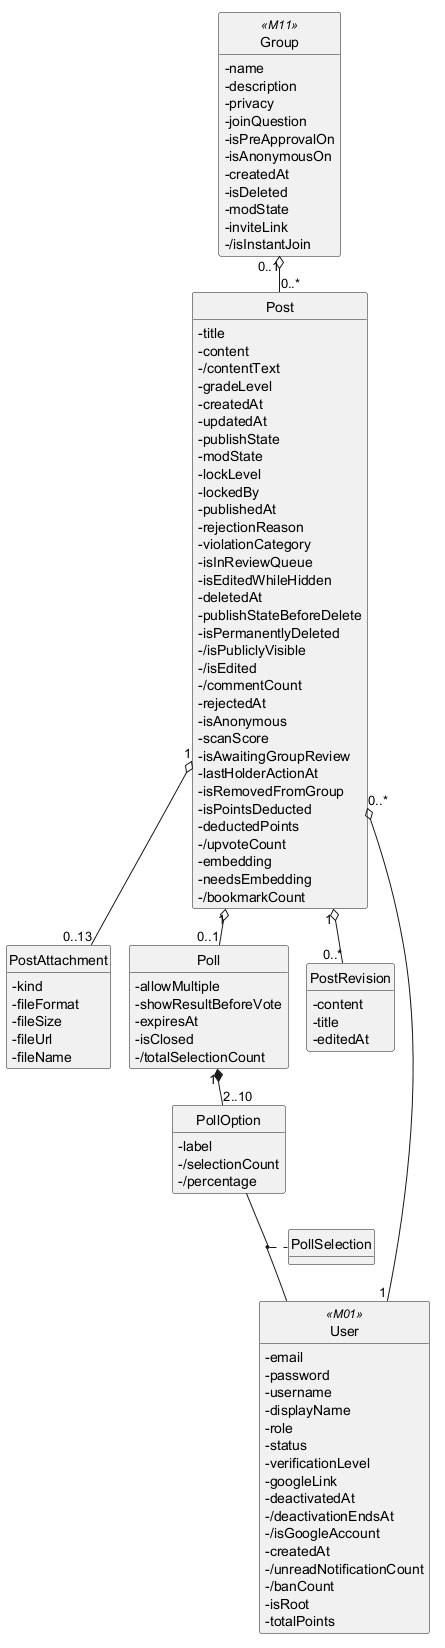 «M11»
Group
-name
-description
-privacy
-joinQuestion
-isPreApprovalOn
-isAnonymousOn
-createdAt
-isDeleted
-modState
-inviteLink
-/isInstantJoin
0..1
0..*
Post
-title
-content
-/contentText
-gradeLevel
-createdAt
-updatedAt
-publishState
-modState
-lockLevel
-lockedBy
-publishedAt
-rejectionReason
-violationCategory
-isInReviewQueue
-isEditedWhileHidden
-deletedAt
-publishStateBeforeDelete
-isPermanentlyDeleted
-/isPubliclyVisible
-/isEdited
-/commentCount
-rejectedAt
-isAnonymous
-scanScore
-isAwaitingGroupReview
-lastHolderActionAt
-isRemovedFromGroup
-isPointsDeducted
-deductedPoints
-/upvoteCount
-embedding
-needsEmbedding
-/bookmarkCount
1
0..*
1
1
0..13
0..1
0..*
PostAttachment
-kind
-fileFormat
-fileSize
-fileUrl
-fileName
Poll
-allowMultiple
-showResultBeforeVote
-expiresAt
-isClosed
-/totalSelectionCount
PostRevision
-content
-title
-editedAt
1
2..10
PollOption
-label
-/selectionCount
-/percentage
PollSelection
1
«M01»
User
-email
-password
-username
-displayName
-role
-status
-verificationLevel
-googleLink
-deactivatedAt
-/deactivationEndsAt
-/isGoogleAccount
-createdAt
-/unreadNotificationCount
-/banCount
-isRoot
-totalPoints